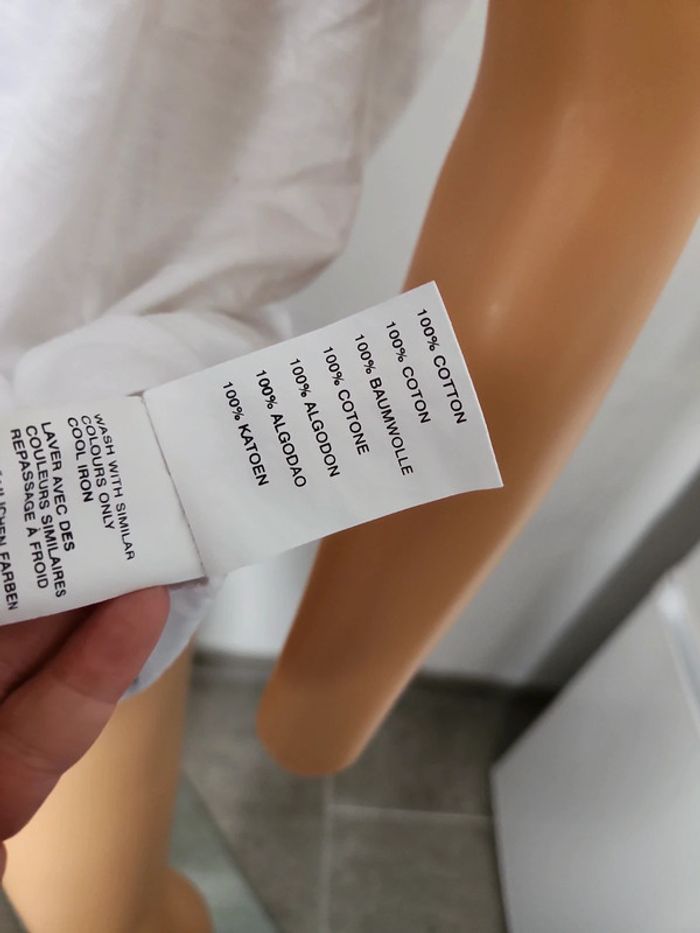 100% COTTON
100% COTON
100% BAUMWOLLE
100% COTONE
100% ALGODON
100% ALGODAO
100% KATOEN
WASH WITH SIMILAR
COLOURS ONLY
COOL IRON
LAVER AVEC DES
COULEURS SIMILAIRES
REPASSAGE À FROID
FARBEN